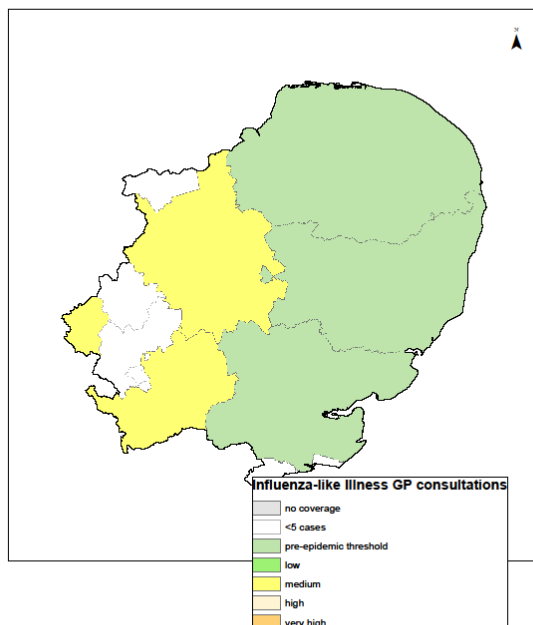 N
Influenza-like Illness GP consultations
no coverage
<5 cases
pre-epidemic threshold
low
medium
high
very high